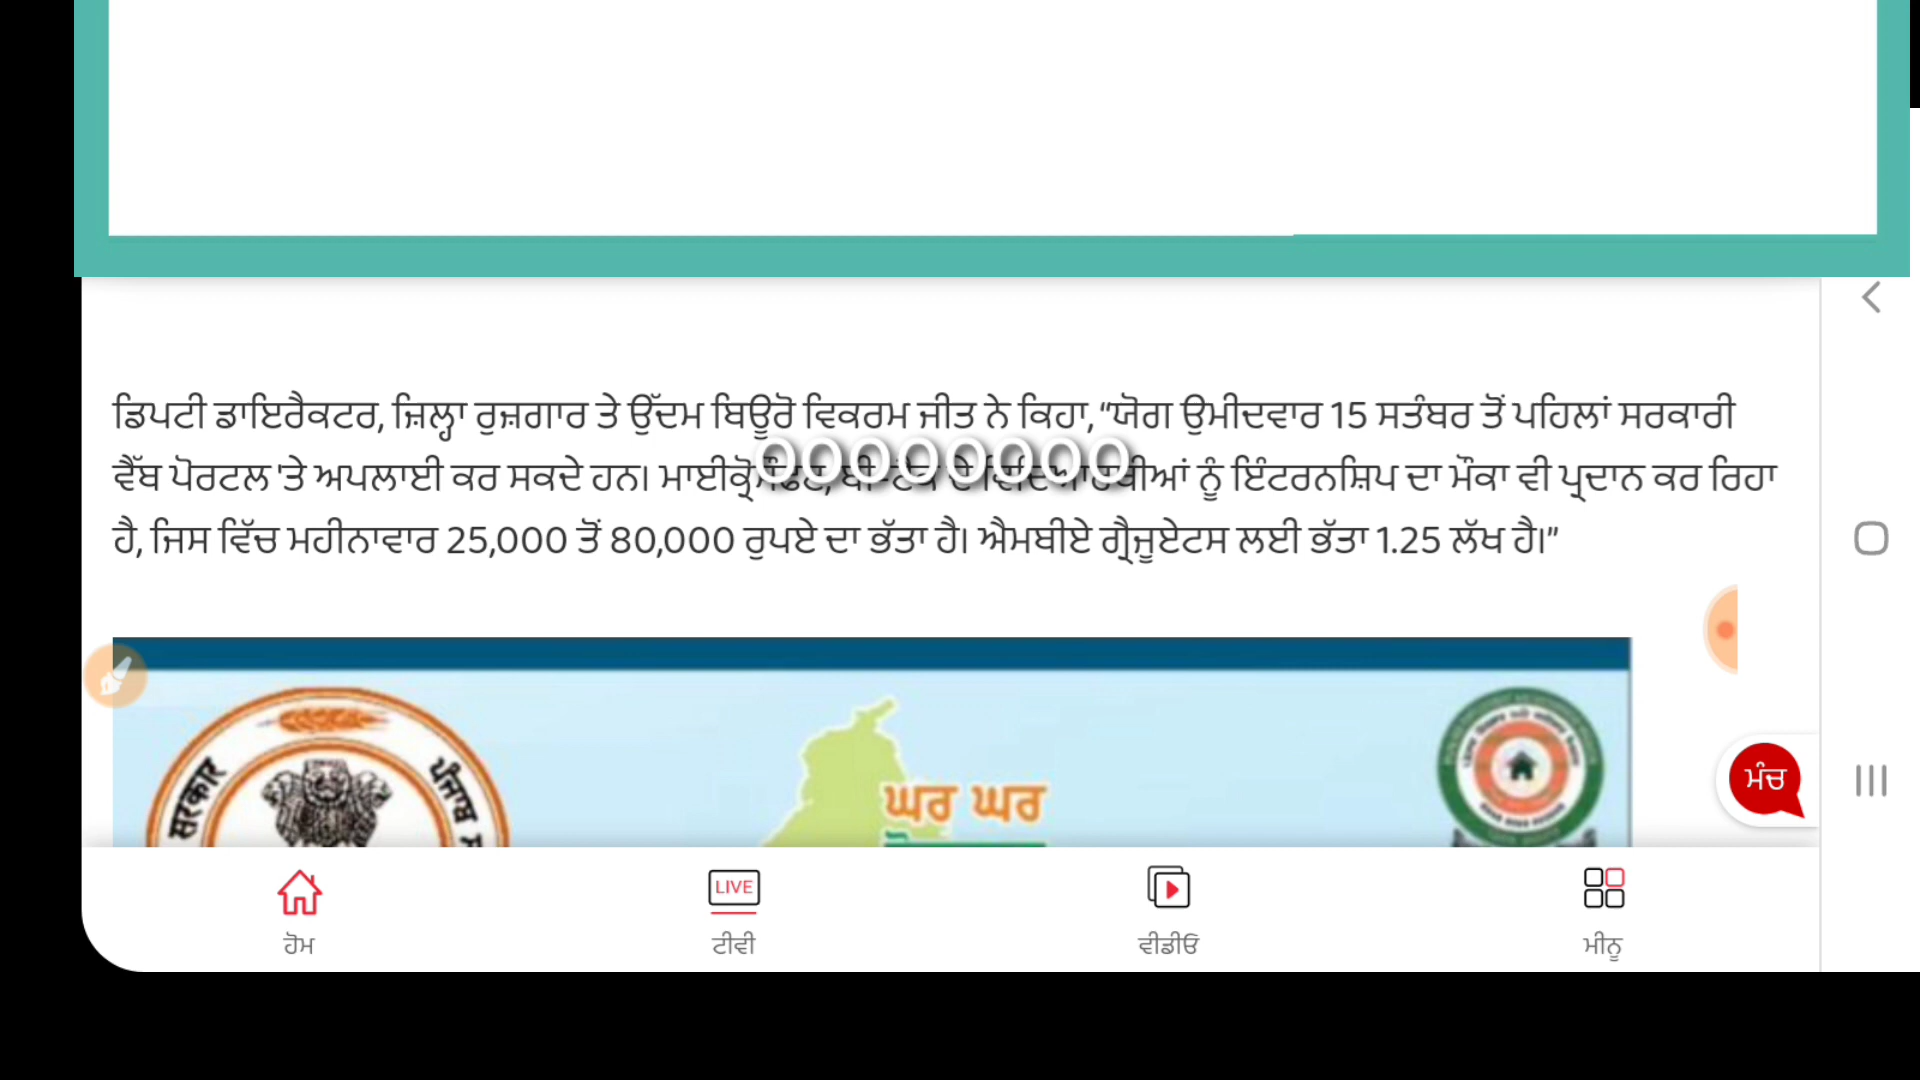 ਡਿਪਟੀ ਡਾਇਰੈਕਟਰ, ਜ਼ਿਲ੍ਹਾ ਰੁਜ਼ਗਾਰ ਤੇ ਉੱਦਮ ਬਿਊਰੋ ਵਿਕਰਮ ਜੀਤ ਨੇ ਕਿਹਾ, “ਯੋਗ ਉਮੀਦਵਾਰ 15 ਸਤੰਬਰ ਤੋਂ ਪਹਿਲਾਂ ਸਰਕਾਰੀ
ਵੈੱਬ ਪੋਰਟਲ 'ਤੇ ਅਪਲਾਈ ਕਰ ਸਕਦੇ ਹਨ। ਨੂੰ ਇੰਟਰਨਸ਼ਿਪ ਦਾ ਮੌਕਾ ਵੀ ਪ੍ਰਦਾਨ ਕਰ ਰਿਹਾ
ਹੈ, ਜਿਸ ਵਿੱਚ ਮਹੀਨਾਵਾਰ 25,000 ਤੋਂ 80,000 ਰੁਪਏ ਦਾ ਭੱਤਾ ਹੈ। ਐਮਬੀਏ ਗ੍ਰੈਜੂਏਟਸ ਲਈ ਭੱਤਾ 1.25 ਲੱਖ ਹੈ।”
ਸਰਕਾਰ ਪੰਜਾਬ
ਘਰ ਘਰ
ਮੰਚ
LIVE
ਹੋਮ ਟੀਵੀ ਵੀਡੀਓ ਮੀਨੂ